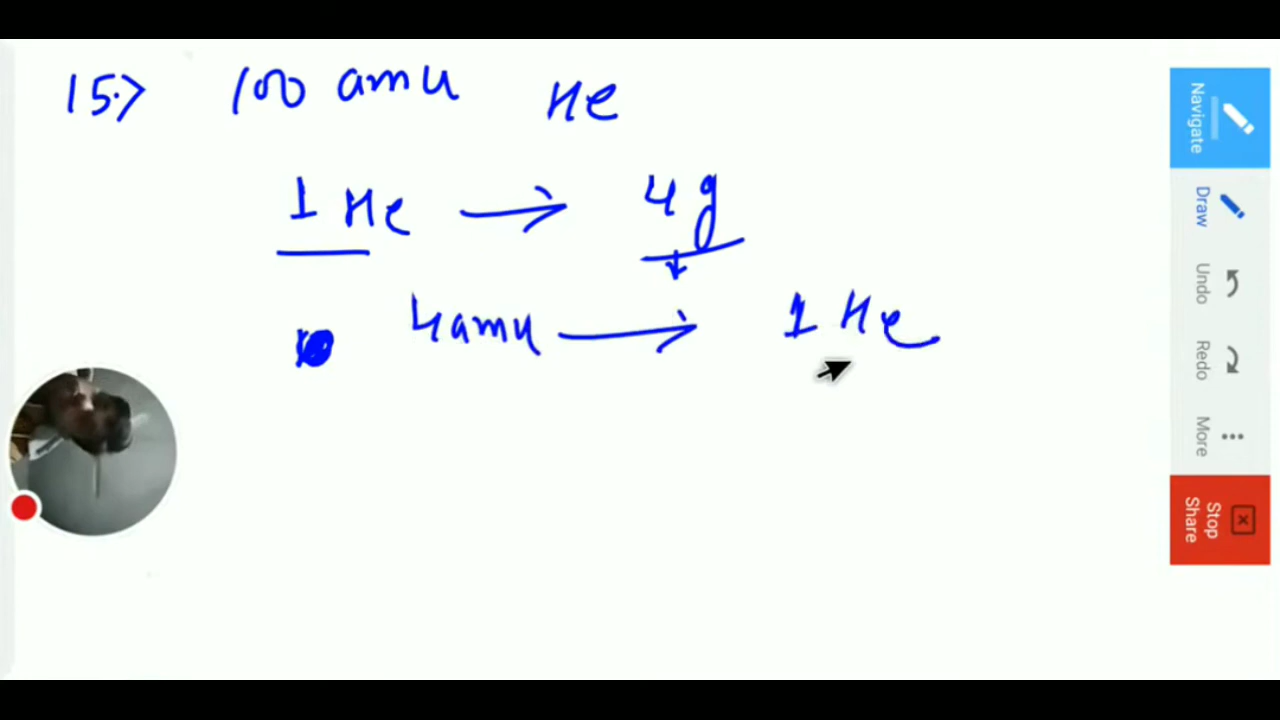 15.> 100 amu He
1 He → 4g
4amu → 1 He
Navigate
Draw
Undo
Redo
More
Stop
Share